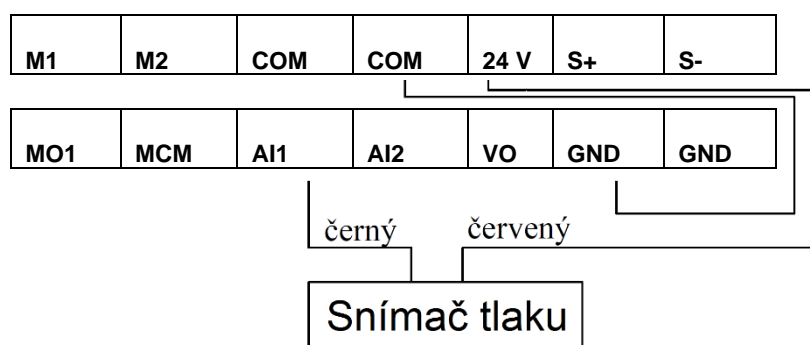 M1 M2 COM COM 24 V S+ S-
MO1 MCM AI1 AI2 VO GND GND
černý červený
Snímač tlaku